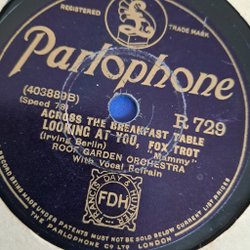 REGISTERED TRADE MARK
Parlophone
(403889B)
(Speed 78)
R 729
ACROSS THE BREAKFAST TABLE
LOOKING AT YOU, FOX TROT
(Irving Berlin) Mammy"
ROOF GARDEN ORCHESTRA
With Vocal Refrain
FDH
THE PARLOPHONE CO LTD LONDON